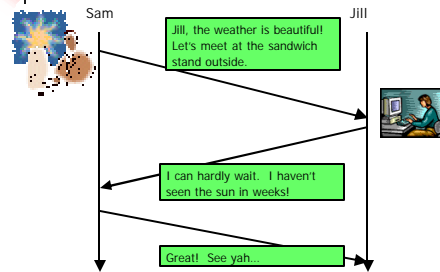 Sam
Jill
Jill, the weather is beautiful!
Let's meet at the sandwich
stand outside.
I can hardly wait.  I haven't
seen the sun in weeks!
Great!  See yah...